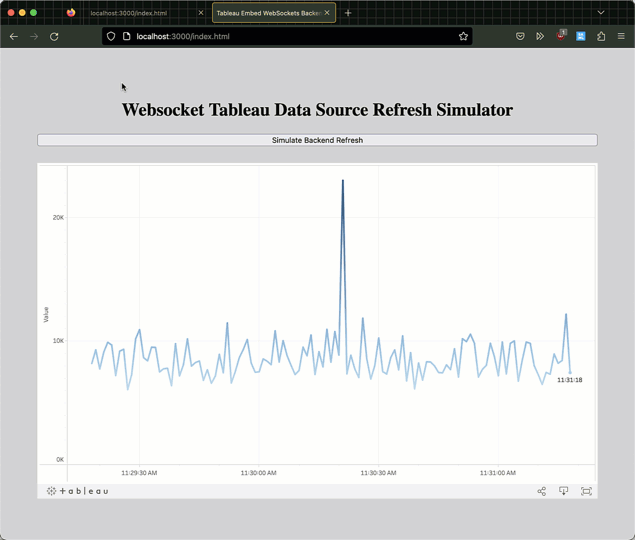 localhost:3000/index.html
Tableau Embed WebSockets Backen
localhost:3000/index.html
1
Websocket Tableau Data Source Refresh Simulator
Simulate Backend Refresh
20K
Value
10K
11:31:18
0K
11:29:30 AM
11:30:00 AM
11:30:30 AM
11:31:00 AM
+ a b | e a u